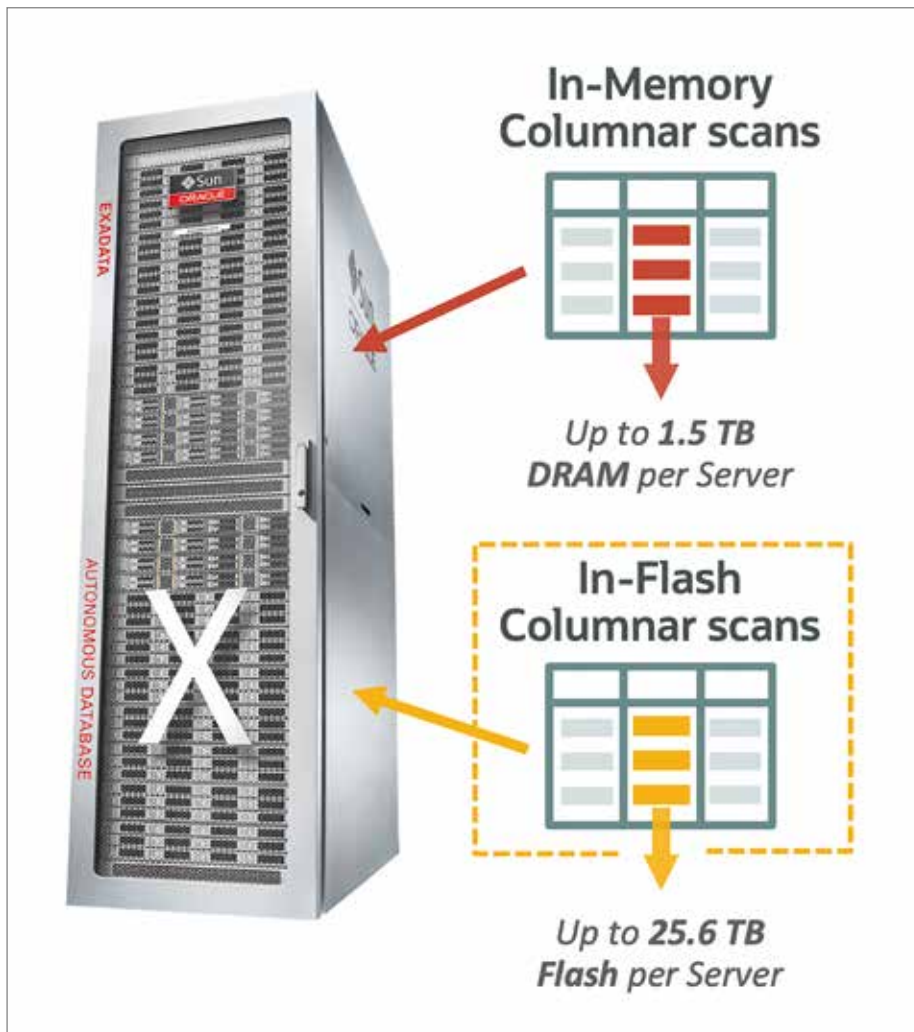 In-Memory
Columnar scans
Sun
ORACLE
EXADATA
Sun
Up to 1.5 TB
DRAM per Server
In-Flash
Columnar scans
X
AUTONOMOUS DATABASE
Up to 25.6 TB
Flash per Server